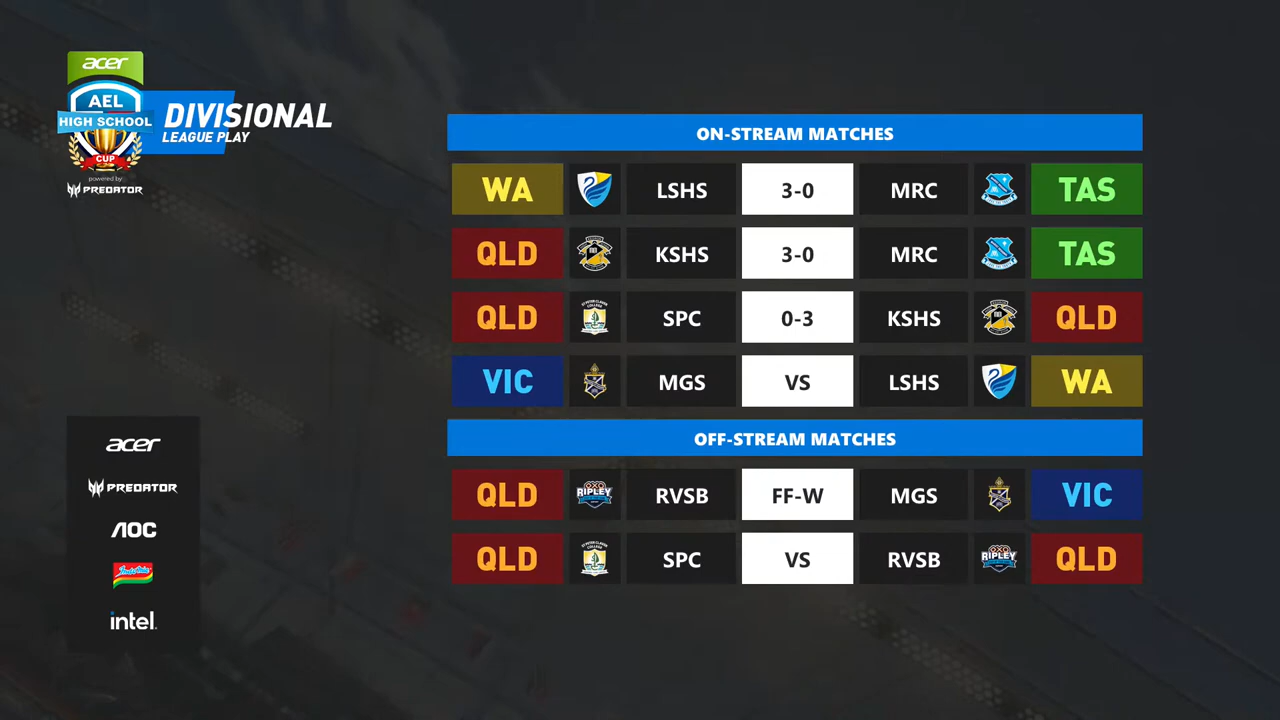 acer
AEL
HIGH SCHOOL
CUP
powered by
PREDATOR
DIVISIONAL
LEAGUE PLAY
ON-STREAM MATCHES
WA LSHS 3-0 MRC TAS
QLD KSHS 3-0 MRC TAS
QLD SPC 0-3 KSHS QLD
VIC MGS VS LSHS WA
OFF-STREAM MATCHES
QLD RIPLEY RVSB FF-W MGS VIC
QLD SPC VS RVSB RIPLEY QLD
acer
PREDATOR
AOC
Indomie
intel.